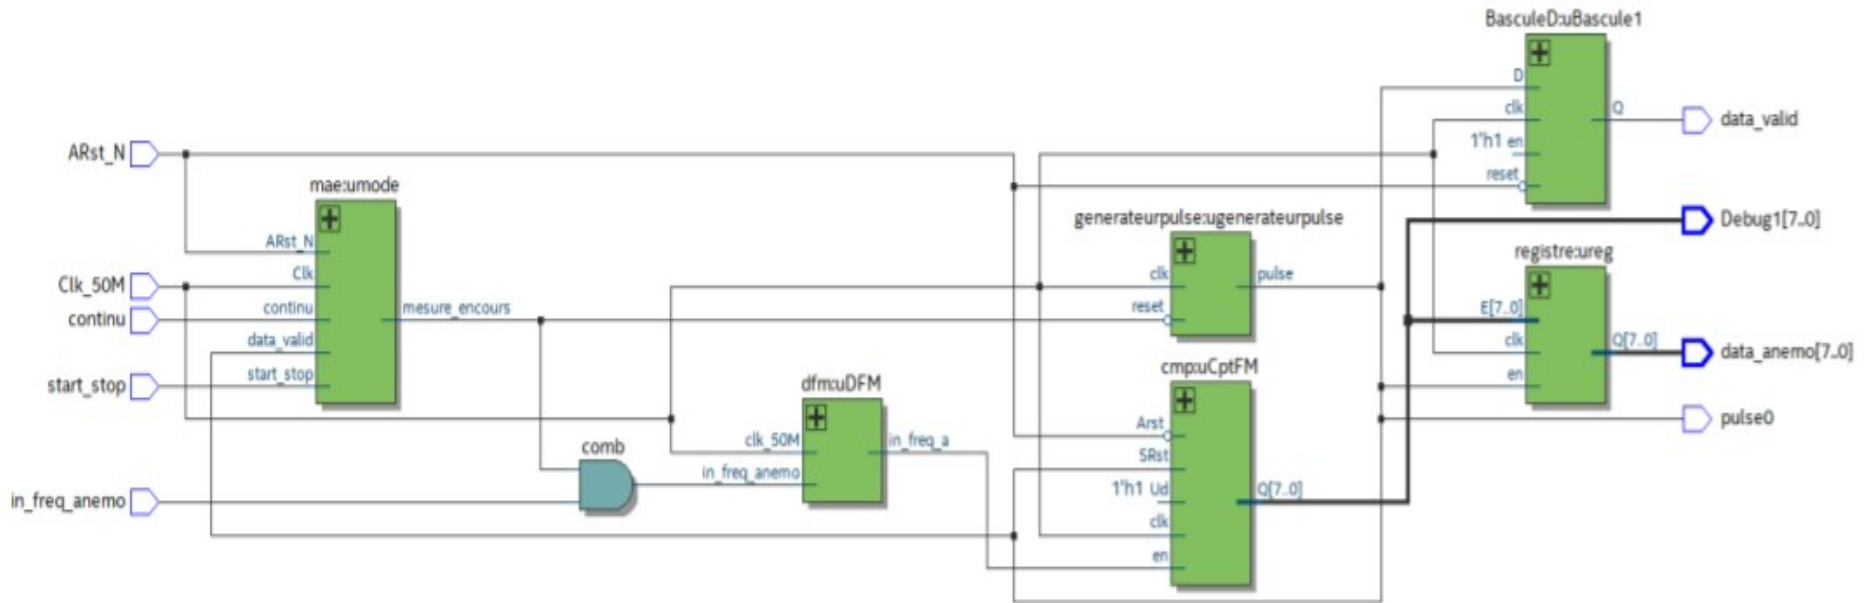 BasculeD:uBascule1
D
clk
1'h1 en
reset
Q
data_valid
ARst_N
mae:umode
ARst_N
Clk
continu
data_valid
start_stop
mesure_encours
Clk_50M
continu
start_stop
in_freq_anemo
generateurpulse:ugenerateurpulse
clk
reset
pulse
Debug1[7..0]
registre:ureg
E[7..0]
clk
en
Q[7..0]
data_anemo[7..0]
pulse0
comb
dfm:uDFM
clk_50M
in_freq_anemo
in_freq_a
cmp:uCptFM
Arst
SRst
1'h1 Ud
clk
en
Q[7..0]